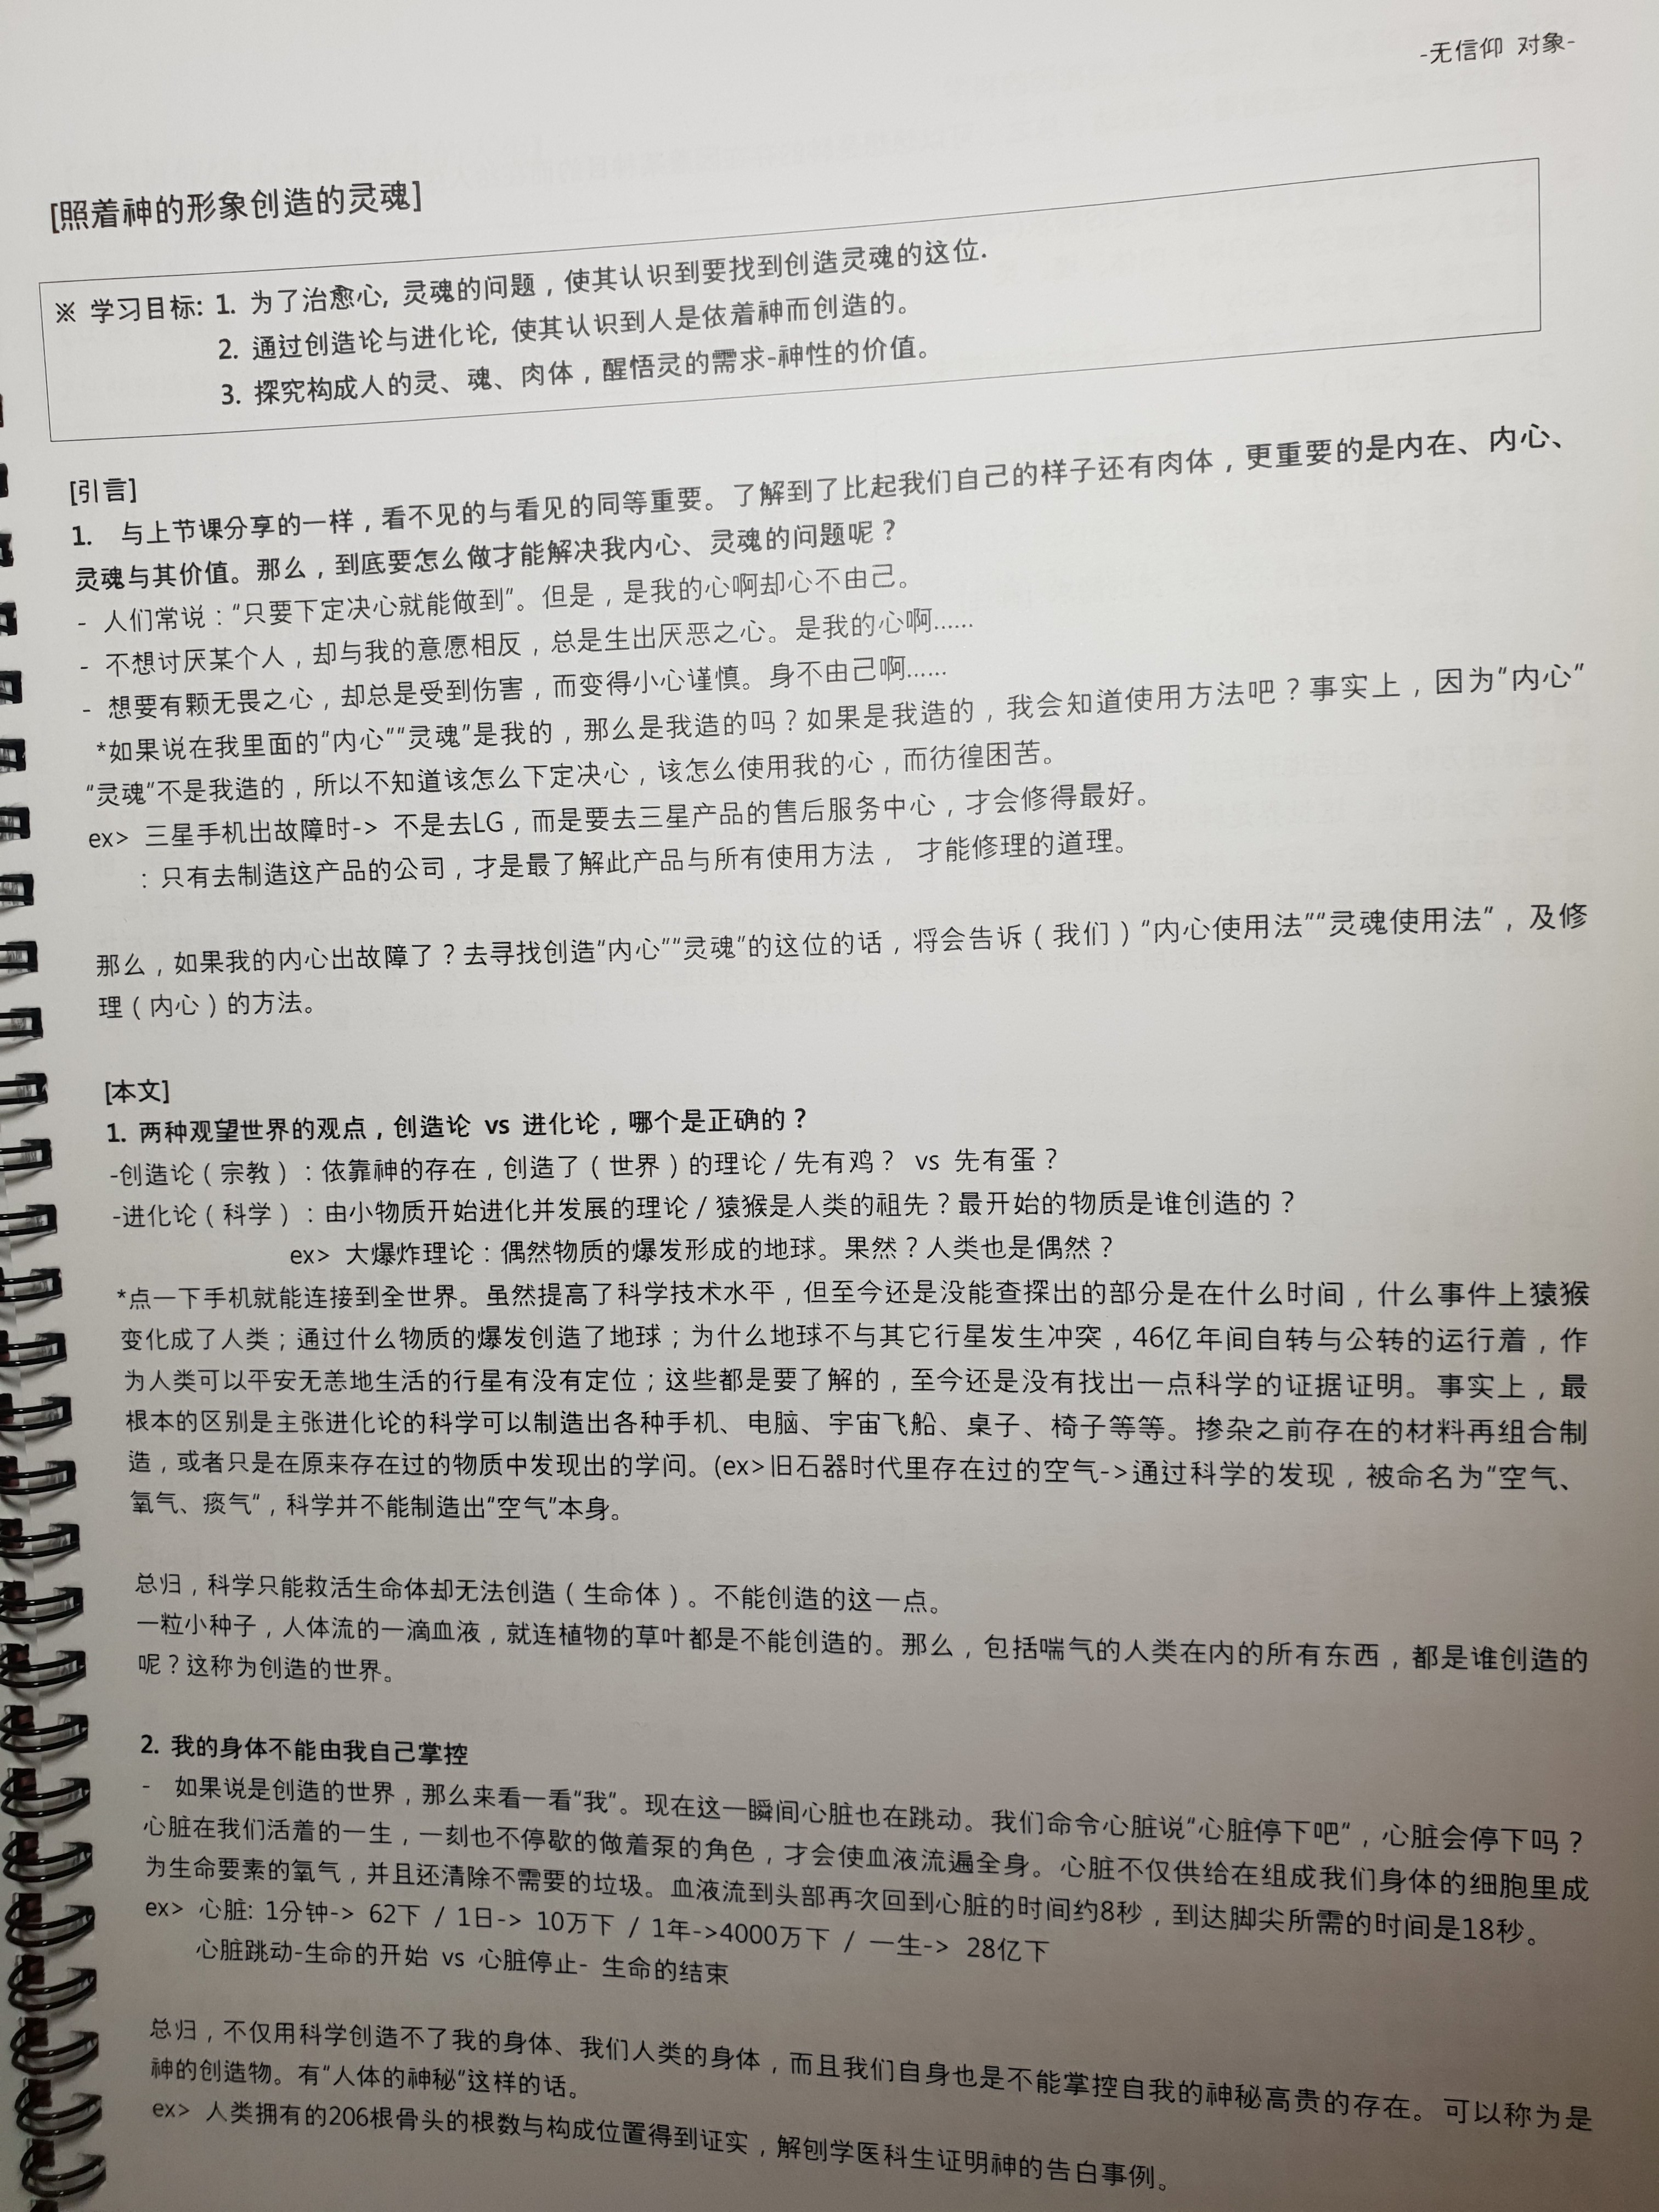 -无信仰 对象-
[照着神的形象创造的灵魂]
※ 学习目标: 1. 为了治愈心, 灵魂的问题，使其认识到要找到创造灵魂的这位.
2. 通过创造论与进化论, 使其认识到人是依着神而创造的。
3. 探究构成人的灵、魂、肉体，醒悟灵的需求-神性的价值。
[引言]
1. 与上节课分享的一样，看不见的与看见的同等重要。了解到了比起我们自己的样子还有肉体，更重要的是内在、内心、
灵魂与其价值。那么，到底要怎么做才能解决我内心、灵魂的问题呢？
- 人们常说：“只要下定决心就能做到”。但是，是我的心啊却心不由己。
- 不想讨厌某个人，却与我的意愿相反，总是生出厌恶之心。是我的心啊……
- 想要有颗无畏之心，却总是受到伤害，而变得小心谨慎。身不由己啊……
*如果说在我里面的“内心”“灵魂”是我的，那么是我造的吗？如果是我造的，我会知道使用方法吧？事实上，因为“内心”
“灵魂”不是我造的，所以不知道该怎么下定决心，该怎么使用我的心，而彷徨困苦。
ex> 三星手机出故障时-> 不是去LG，而是要去三星产品的售后服务中心，才会修得最好。
：只有去制造这产品的公司，才是最了解此产品与所有使用方法， 才能修理的道理。
那么，如果我的内心出故障了？去寻找创造“内心”“灵魂”的这位的话，将会告诉（我们）“内心使用法”“灵魂使用法”，及修
理（内心）的方法。
[本文]
1. 两种观望世界的观点，创造论 vs 进化论，哪个是正确的？
-创造论（宗教）：依靠神的存在，创造了（世界）的理论 / 先有鸡？ vs 先有蛋？
-进化论（科学）：由小物质开始进化并发展的理论 / 猿猴是人类的祖先？最开始的物质是谁创造的？
ex> 大爆炸理论：偶然物质的爆发形成的地球。果然？人类也是偶然？
*点一下手机就能连接到全世界。虽然提高了科学技术水平，但至今还是没能查探出的部分是在什么时间，什么事件上猿猴
变化成了人类；通过什么物质的爆发创造了地球；为什么地球不与其它行星发生冲突，46亿年间自转与公转的运行着，作
为人类可以平安无恙地生活的行星有没有定位；这些都是要了解的，至今还是没有找出一点科学的证据证明。事实上，最
根本的区别是主张进化论的科学可以制造出各种手机、电脑、宇宙飞船、桌子、椅子等等。掺杂之前存在的材料再组合制
造，或者只是在原来存在过的物质中发现出的学问。(ex>旧石器时代里存在过的空气->通过科学的发现，被命名为“空气、
氧气、痰气“，科学并不能制造出“空气”本身。
总归，科学只能救活生命体却无法创造（生命体）。不能创造的这一点。
一粒小种子，人体流的一滴血液，就连植物的草叶都是不能创造的。那么，包括喘气的人类在内的所有东西，都是谁创造的
呢？这称为创造的世界。
2. 我的身体不能由我自己掌控
- 如果说是创造的世界，那么来看一看“我”。现在这一瞬间心脏也在跳动。我们命令心脏说“心脏停下吧“，心脏会停下吗？
心脏在我们活着的一生，一刻也不停歇的做着泵的角色，才会使血液流遍全身。心脏不仅供给在组成我们身体的细胞里成
为生命要素的氧气，并且还清除不需要的垃圾。血液流到头部再次回到心脏的时间约8秒，到达脚尖所需的时间是18秒。
ex> 心脏: 1分钟-> 62下 / 1日-> 10万下 / 1年->4000万下 / 一生-> 28亿下
心脏跳动-生命的开始 vs 心脏停止- 生命的结束
总归，不仅用科学创造不了我的身体、我们人类的身体，而且我们自身也是不能掌控自我的神秘高贵的存在。可以称为是
神的创造物。有“人体的神秘“这样的话。
ex> 人类拥有的206根骨头的根数与构成位置得到证实，解刨学医科生证明神的告白事例。